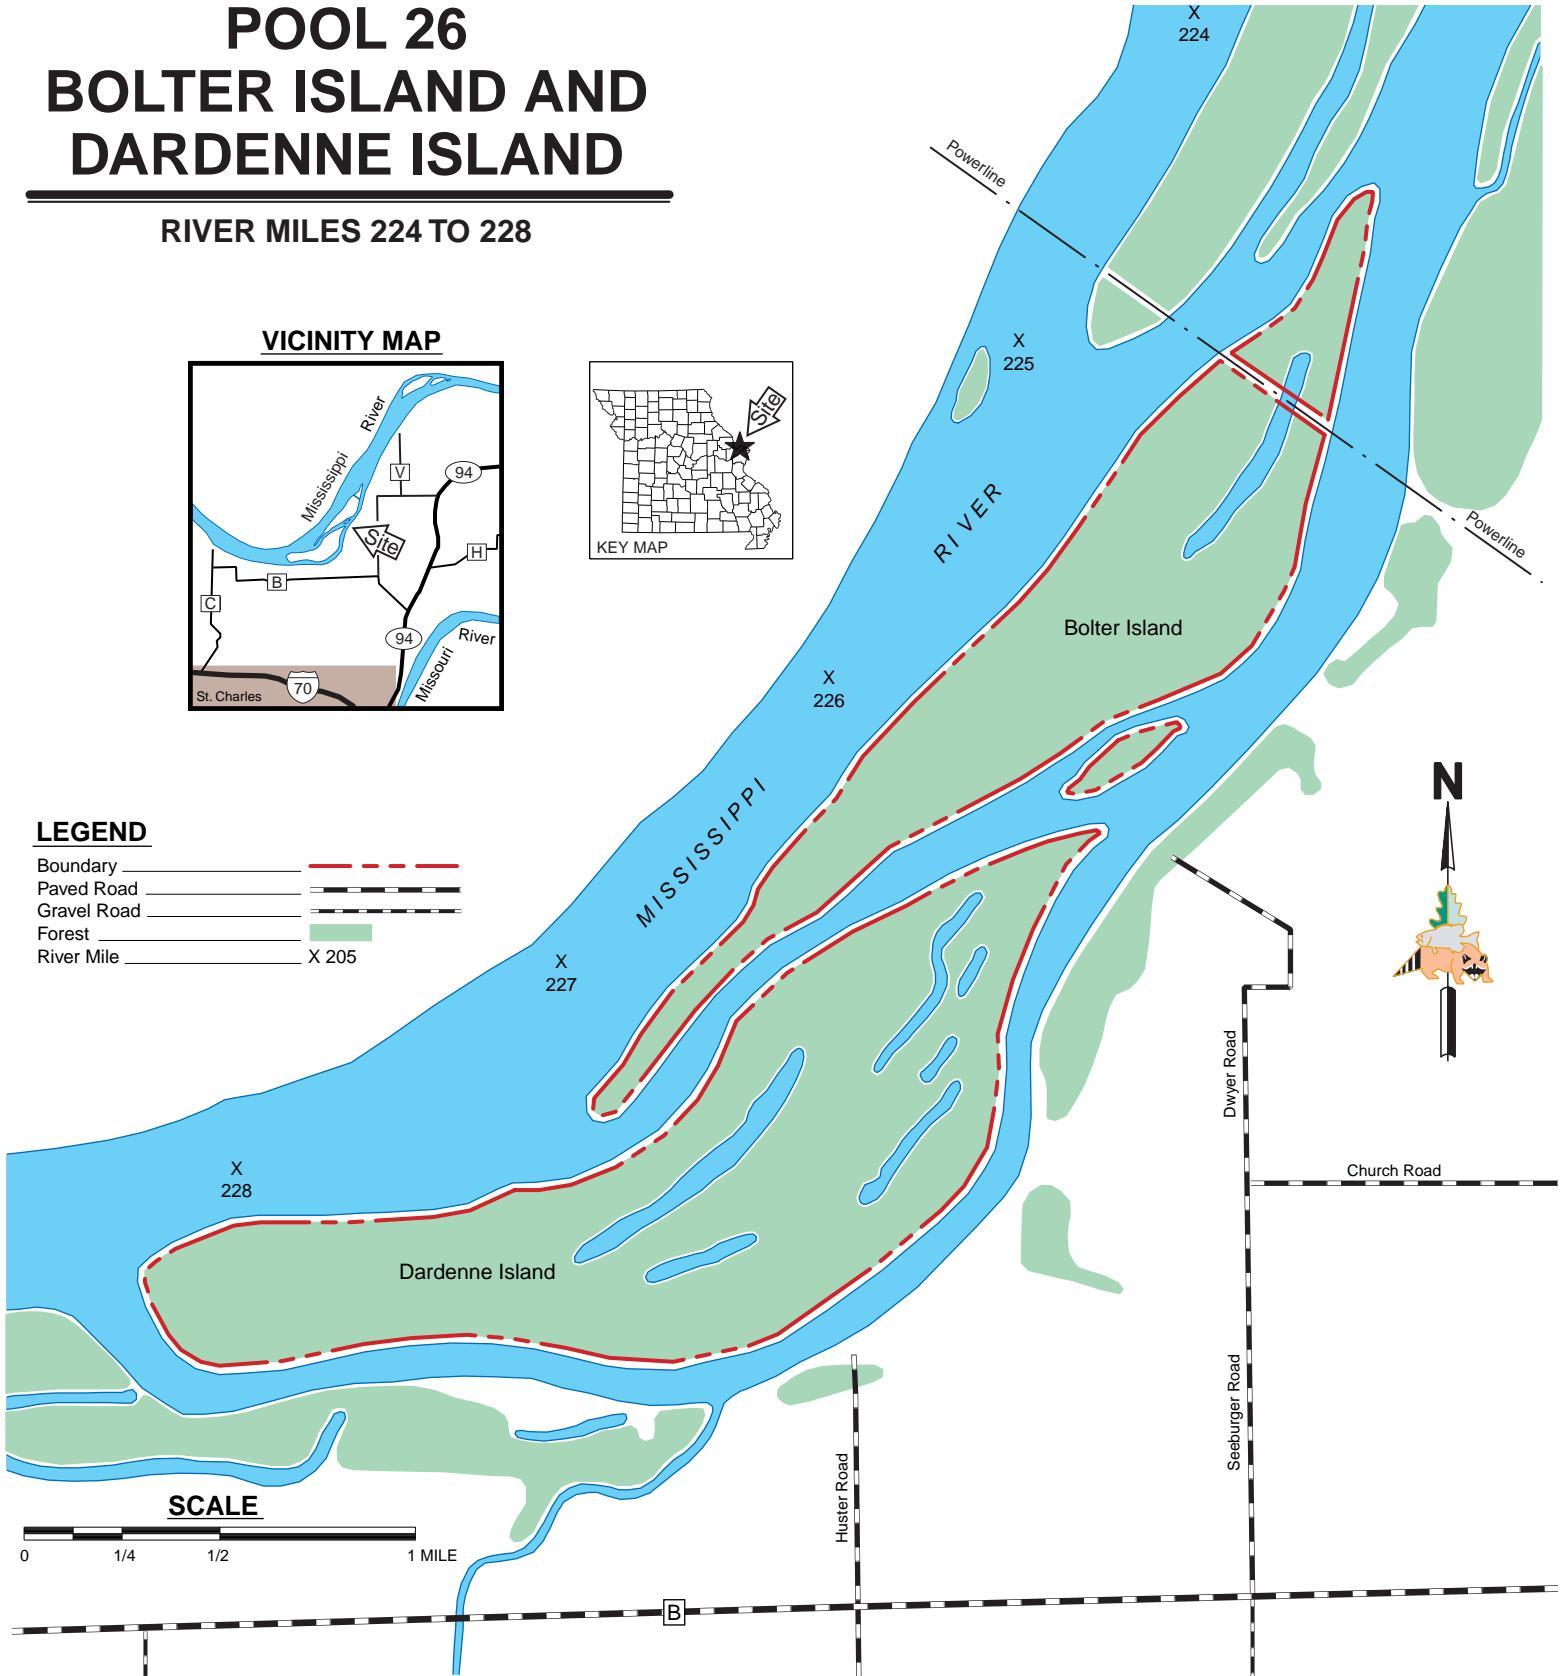 POOL 26
BOLTER ISLAND AND
DARDENNE ISLAND
RIVER MILES 224 TO 228
X
224
Powerline
VICINITY MAP
Mississippi
River
V
94
Site
H
B
C
94
River
Missouri
70
St. Charles
Site
KEY MAP
X
225
RIVER
Powerline
Bolter Island
X
226
MISSISSIPPI
N
LEGEND
Boundary
Paved Road
Gravel Road
Forest
River Mile X 205
X
227
Dwyer Road
Church Road
X
228
Dardenne Island
Seeburger Road
Huster Road
SCALE
0 1/4 1/2 1 MILE
B